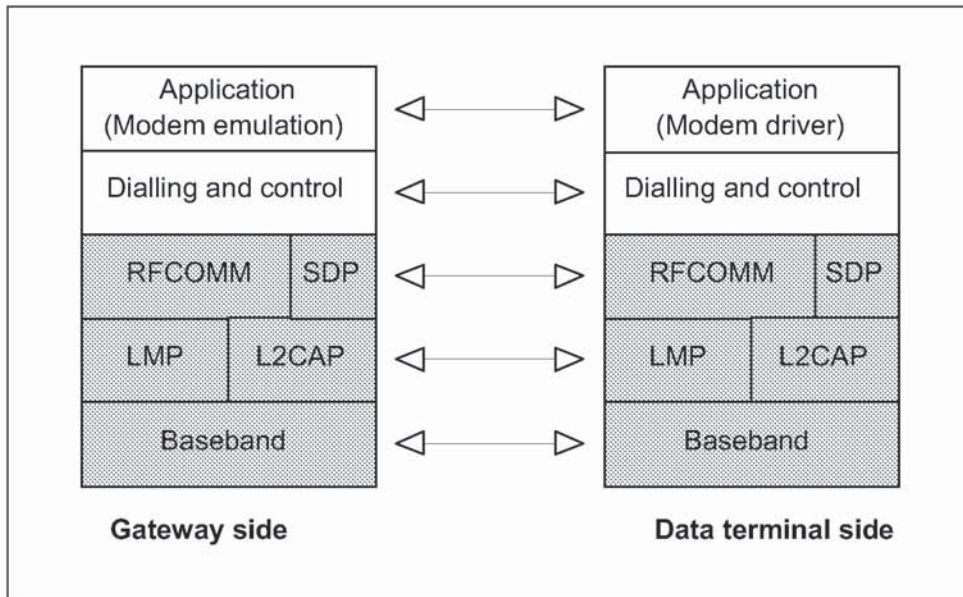 Application
(Modem emulation)
Dialling and control
RFCOMM
SDP
LMP
L2CAP
Baseband
Gateway side
Application
(Modem driver)
Dialling and control
RFCOMM
SDP
LMP
L2CAP
Baseband
Data terminal side